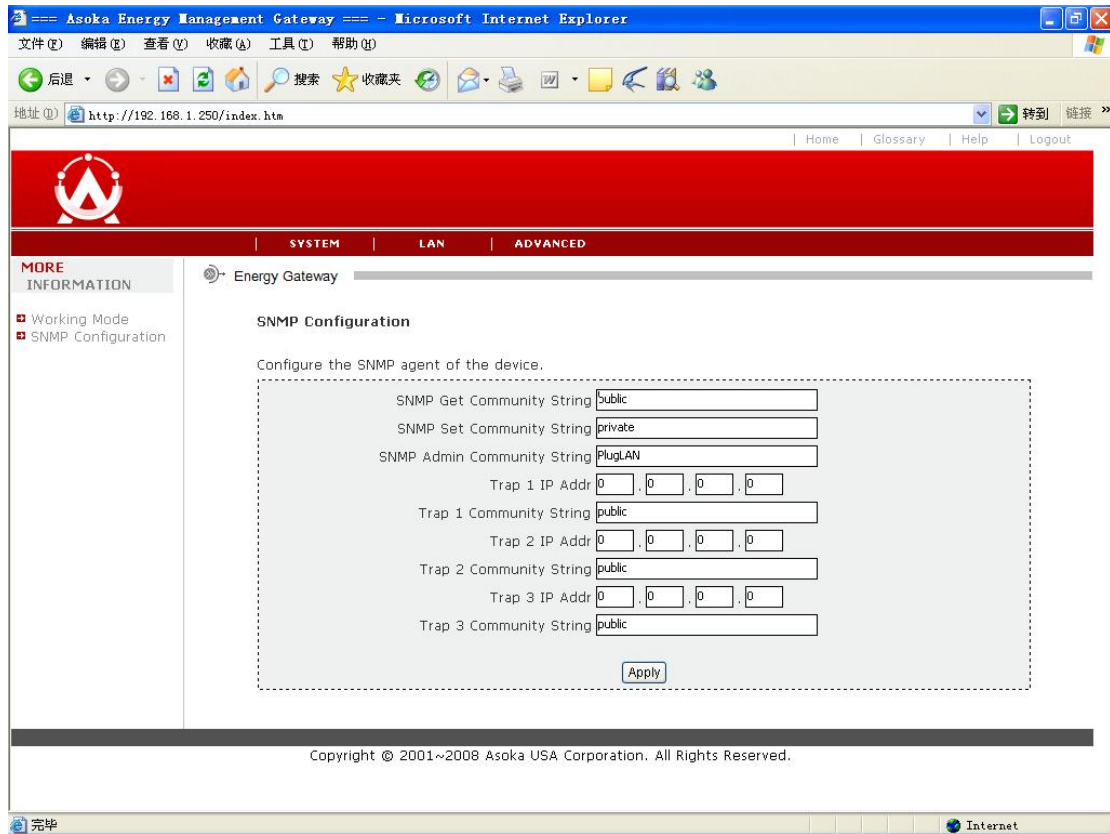 === Asoka Energy Management Gateway === - Microsoft Internet Explorer
文件(F) 编辑(E) 查看(V) 收藏(A) 工具(T) 帮助(H)
后退 搜索 收藏夹
地址(D) http://192.168.1.250/index.htm 转到 链接 »
| Home | Glossary | Help | Logout
| SYSTEM | LAN | ADVANCED
MORE
INFORMATION
Energy Gateway
Working Mode
SNMP Configuration
SNMP Configuration
Configure the SNMP agent of the device.
SNMP Get Community String public
SNMP Set Community String private
SNMP Admin Community String PlugLAN
Trap 1 IP Addr 0 . 0 . 0 . 0
Trap 1 Community String public
Trap 2 IP Addr 0 . 0 . 0 . 0
Trap 2 Community String public
Trap 3 IP Addr 0 . 0 . 0 . 0
Trap 3 Community String public
Apply
Copyright © 2001~2008 Asoka USA Corporation. All Rights Reserved.
完毕 Internet